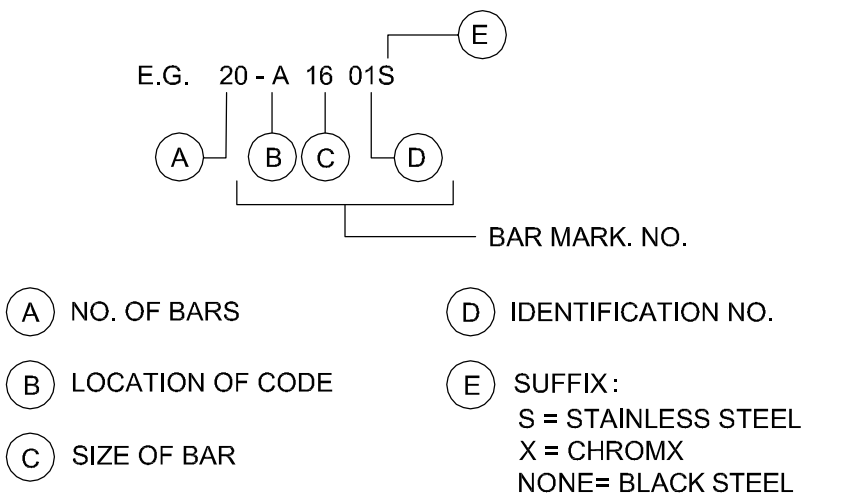 E
E.G. 20 - A 16 01S
A B C D
BAR MARK. NO.
A NO. OF BARS
B LOCATION OF CODE
C SIZE OF BAR
D IDENTIFICATION NO.
E SUFFIX:
S = STAINLESS STEEL
X = CHROMX
NONE= BLACK STEEL